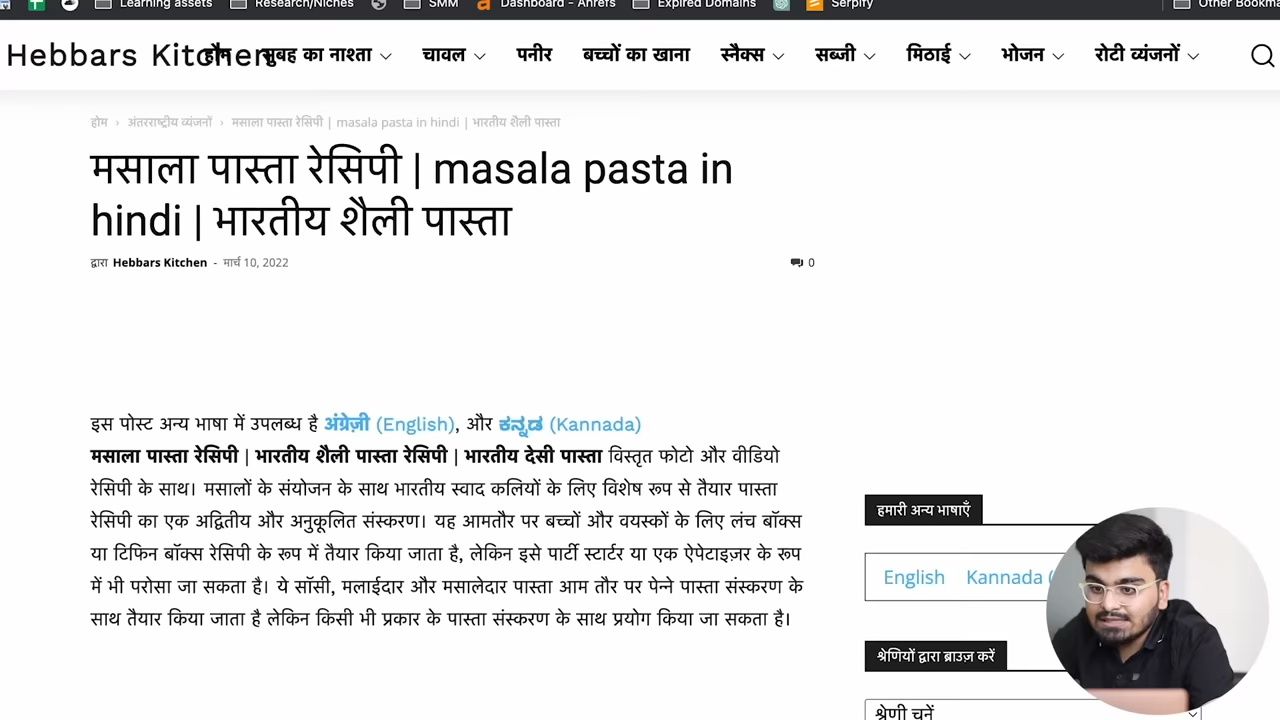 Learning assets Research/Niches SMM Dashboard - Ahrefs Expired Domains Serpify Other Bookma
Hebbars Kitchen होम सुबह का नाश्ता चावल पनीर बच्चों का खाना स्नैक्स सब्जी मिठाई भोजन रोटी व्यंजनों
होम › अंतरराष्ट्रीय व्यंजनों › मसाला पास्ता रेसिपी | masala pasta in hindi | भारतीय शैली पास्ता
मसाला पास्ता रेसिपी | masala pasta in
hindi | भारतीय शैली पास्ता
द्वारा Hebbars Kitchen - मार्च 10, 2022 0
इस पोस्ट अन्य भाषा में उपलब्ध है अंग्रेज़ी (English), और ಕನ್ನಡ (Kannada)
मसाला पास्ता रेसिपी | भारतीय शैली पास्ता रेसिपी | भारतीय देसी पास्ता विस्तृत फोटो और वीडियो
रेसिपी के साथ। मसालों के संयोजन के साथ भारतीय स्वाद कलियों के लिए विशेष रूप से तैयार पास्ता
रेसिपी का एक अद्वितीय और अनुकूलित संस्करण। यह आमतौर पर बच्चों और वयस्कों के लिए लंच बॉक्स
या टिफिन बॉक्स रेसिपी के रूप में तैयार किया जाता है, लेकिन इसे पार्टी स्टार्टर या एक ऐपेटाइज़र के रूप
में भी परोसा जा सकता है। ये सॉसी, मलाईदार और मसालेदार पास्ता आम तौर पर पेन्ने पास्ता संस्करण के
साथ तैयार किया जाता है लेकिन किसी भी प्रकार के पास्ता संस्करण के साथ प्रयोग किया जा सकता है।
हमारी अन्य भाषाएँ
English Kannada (
श्रेणियों द्वारा ब्राउज़ करें
श्रेणी चुनें